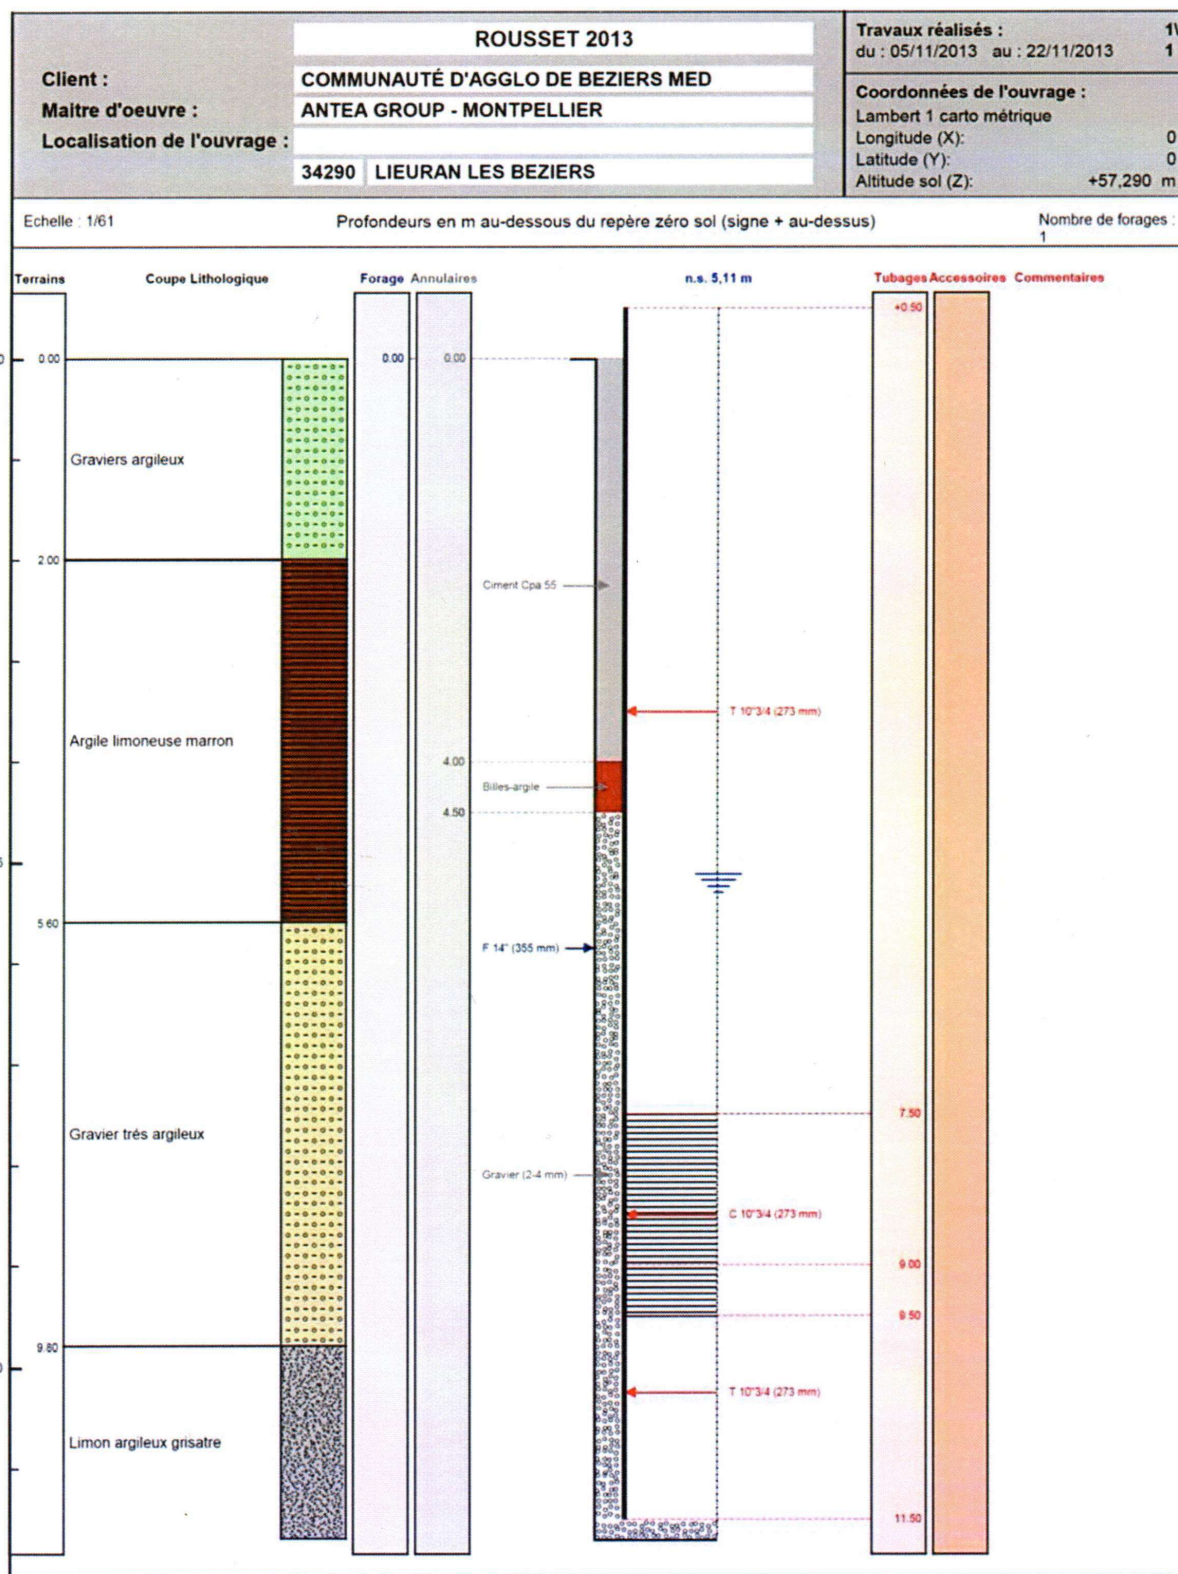 ROUSSET 2013
Client :
COMMUNAUTÉ D'AGGLO DE BEZIERS MED
Maitre d'oeuvre :
ANTEA GROUP - MONTPELLIER
Localisation de l'ouvrage :
34290 LIEURAN LES BEZIERS
Travaux réalisés :
du : 05/11/2013 au : 22/11/2013 1
Coordonnées de l'ouvrage :
Lambert 1 carto métrique
Longitude (X): 0
Latitude (Y): 0
Altitude sol (Z): +57,290 m
Echelle : 1/61
Profondeurs en m au-dessous du repère zéro sol (signe + au-dessus)
Nombre de forages :
1
Terrains Coupe Lithologique Forage Annulaires n.s. 5,11 m Tubages Accessoires Commentaires
+0.50
0.00 0.00 0.00
Graviers argileux
2.00
Ciment Cpa 55
T 10"3/4 (273 mm)
Argile limoneuse marron
4.00
Billes-argile
4.50
5.60
F 14" (355 mm)
7.50
Gravier très argileux
Gravier (2-4 mm)
C 10"3/4 (273 mm)
9.00
9.50
9.80
T 10"3/4 (273 mm)
Limon argileux grisatre
11.50